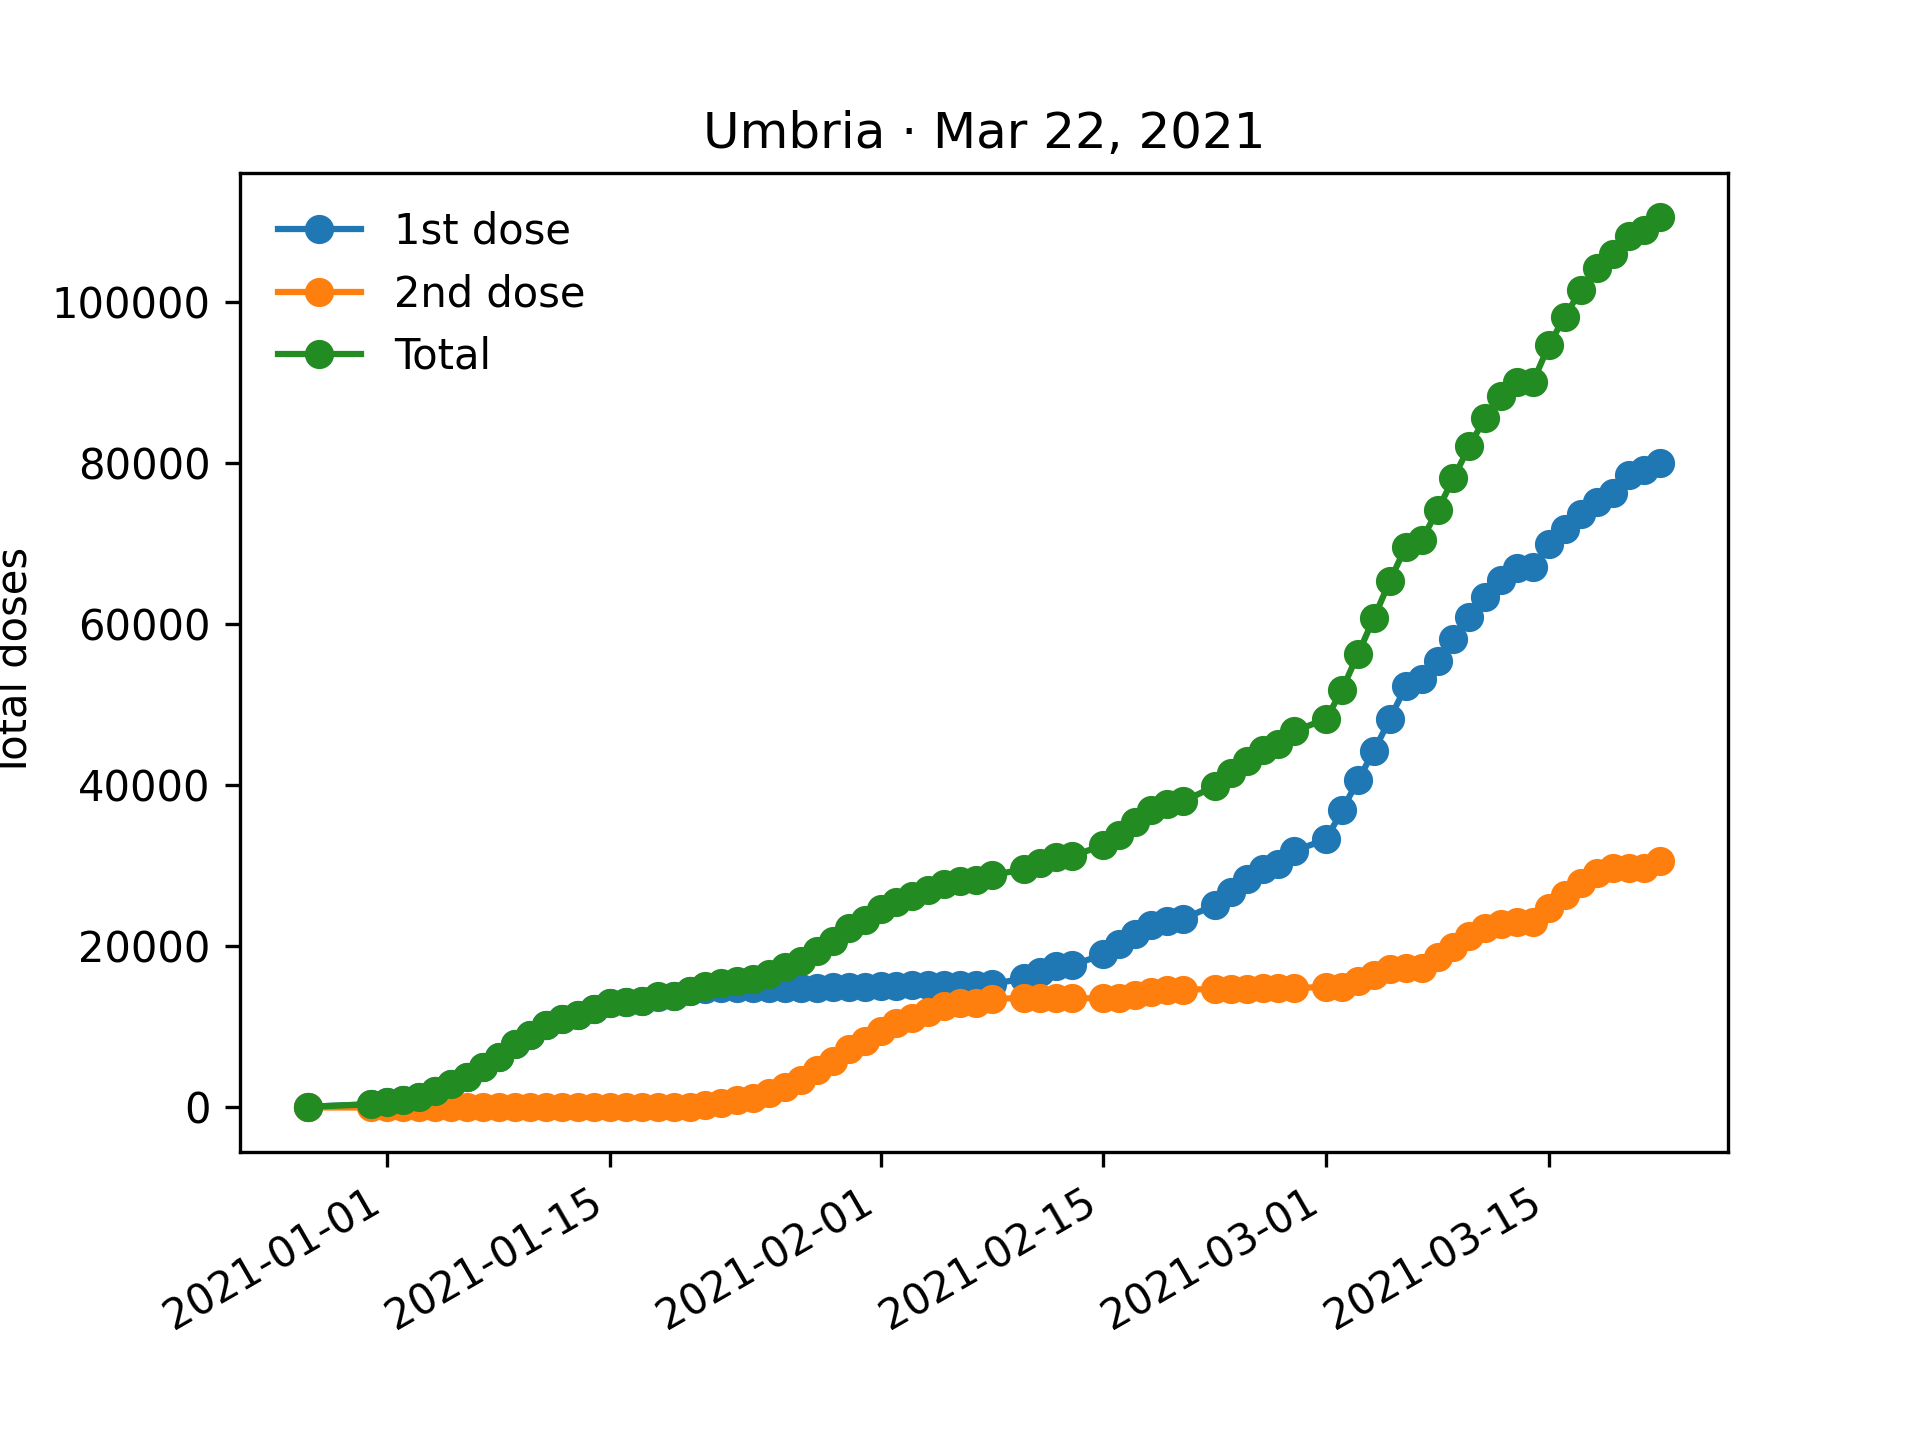 Umbria · Mar 22, 2021
1st dose
2nd dose
Total
100000
80000
60000
40000
20000
0
Total doses
2021-01-01
2021-01-15
2021-02-01
2021-02-15
2021-03-01
2021-03-15